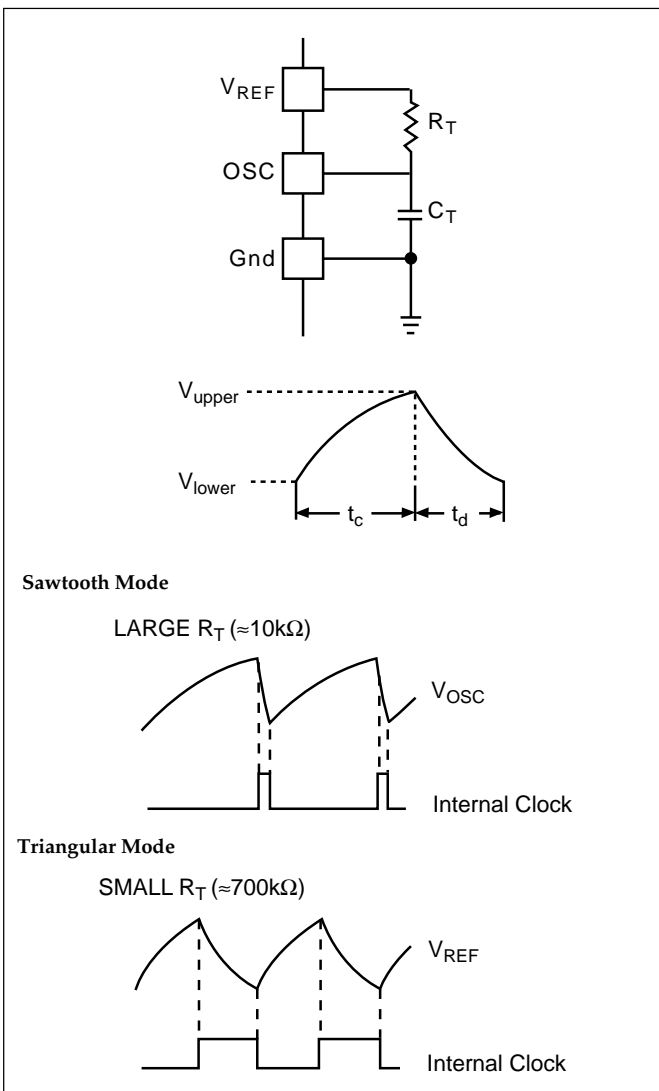 V_REF
R_T
OSC
C_T
Gnd
V_upper
V_lower
t_c
t_d
Sawtooth Mode
LARGE R_T (≈10kΩ)
V_OSC
Internal Clock
Triangular Mode
SMALL R_T (≈700kΩ)
V_REF
Internal Clock